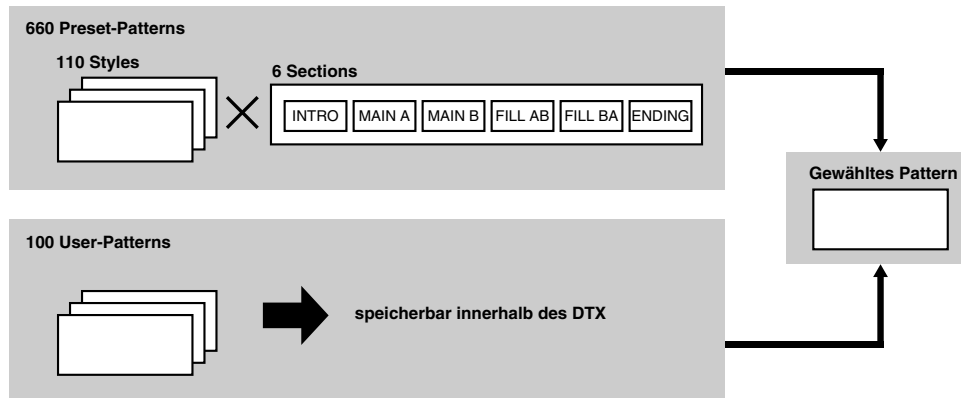 660 Preset-Patterns
110 Styles
6 Sections
INTRO MAIN A MAIN B FILL AB FILL BA ENDING
Gewähltes Pattern
100 User-Patterns
speicherbar innerhalb des DTX